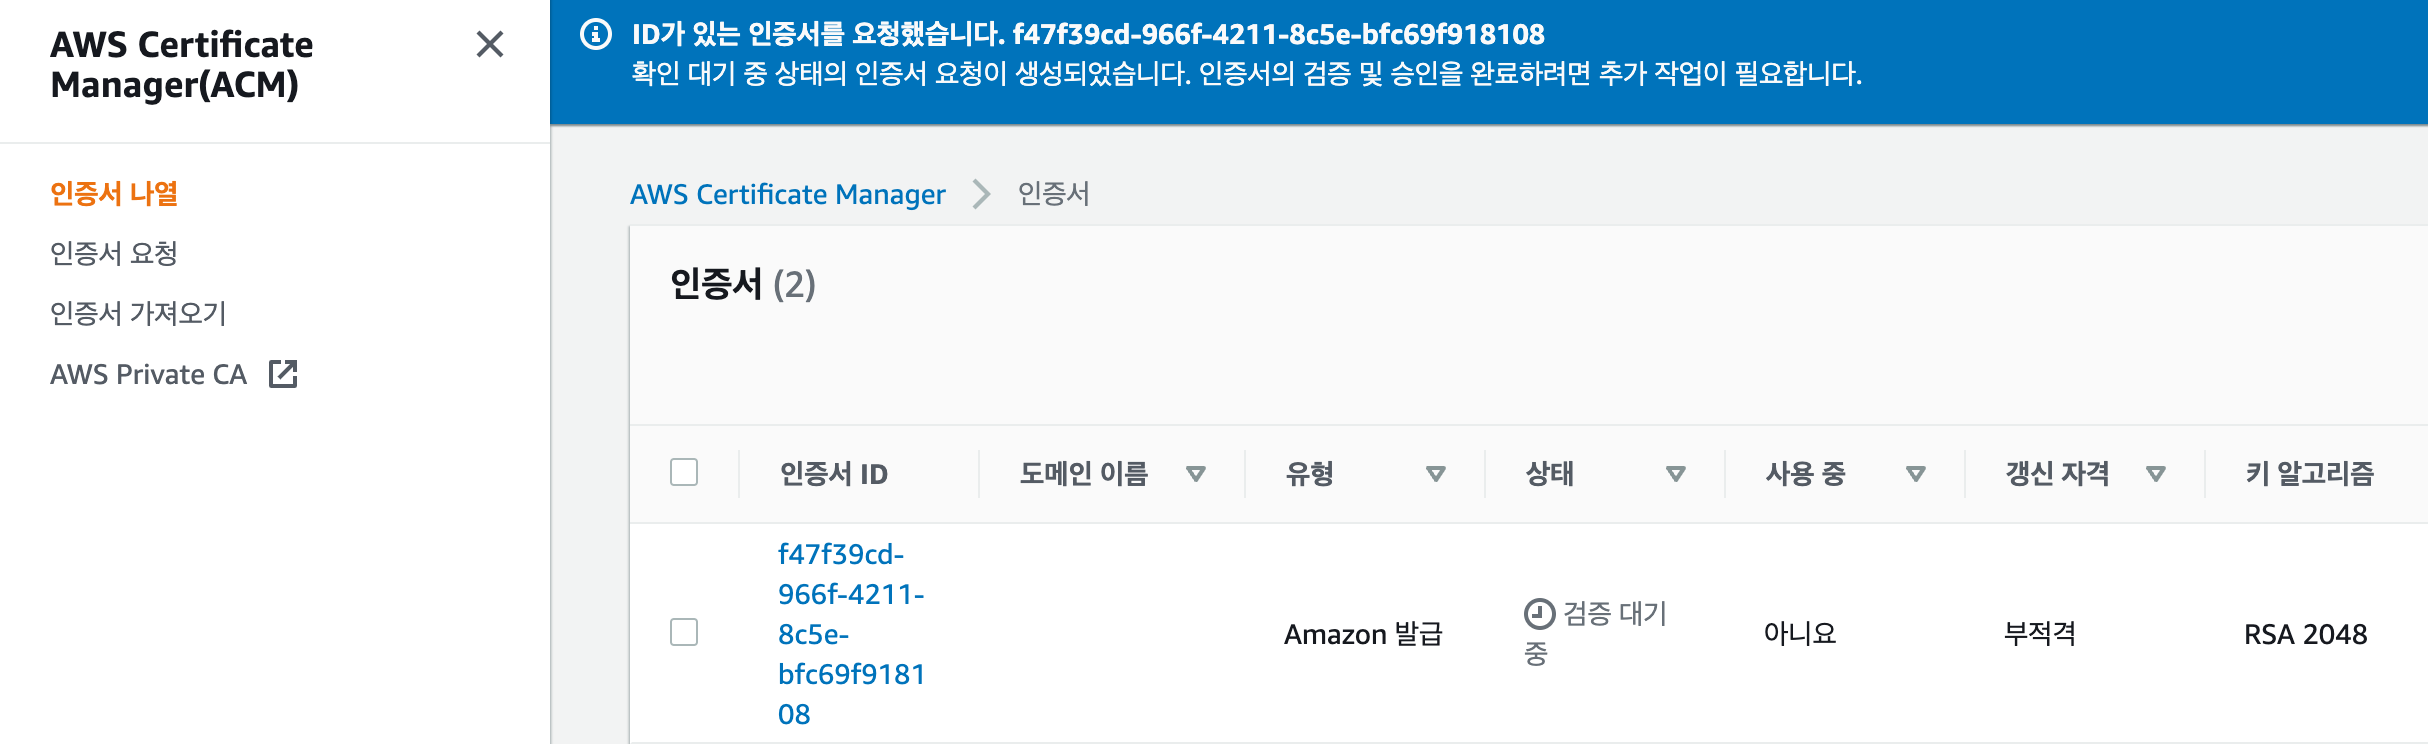 AWS Certificate
Manager(ACM)
인증서 나열
인증서 요청
인증서 가져오기
AWS Private CA
ID가 있는 인증서를 요청했습니다. f47f39cd-966f-4211-8c5e-bfc69f918108
확인 대기 중 상태의 인증서 요청이 생성되었습니다. 인증서의 검증 및 승인을 완료하려면 추가 작업이 필요합니다.
AWS Certificate Manager 인증서
인증서 (2)
인증서 ID 도메인 이름 유형 상태 사용 중 갱신 자격 키 알고리즘
f47f39cd-
966f-4211-
8c5e-
bfc69f9181
08
Amazon 발급
검증 대기
중
아니요
부적격
RSA 2048